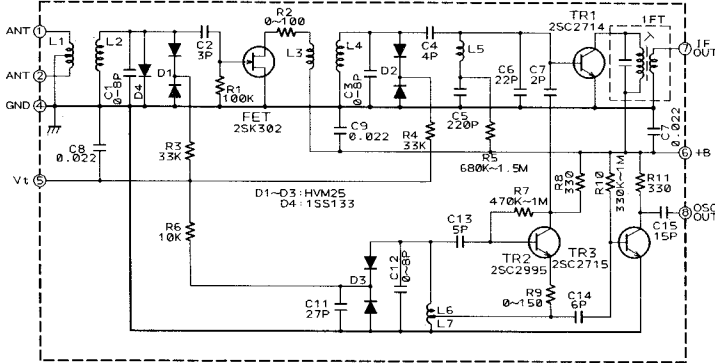 ANT 1
L1
L2
C1
0~8P
D4
D1
C2
3P
R1
100K
R2
0~100
FET
2SK302
L3
L4
C3
0~8P
D2
C4
4P
L5
C5
220P
C6
22P
C7
2P
TR1
2SC2714
IFT
7 IF
OUT
ANT 2
GND 4
C8
0.022
C9
0.022
R3
33K
R4
33K
R5
680K~1.5M
C7
0.022
6 +B
Vt 5
D1~D3:HVM25
D4:1SS133
R6
10K
R7
470K~1M
R8
330
R10
330K~1M
R11
330
8 OSC
OUT
C15
15P
D3
C12
0~8P
C13
5P
TR2
2SC2995
TR3
2SC2715
C11
27P
L6
L7
R9
0~150
C14
6P